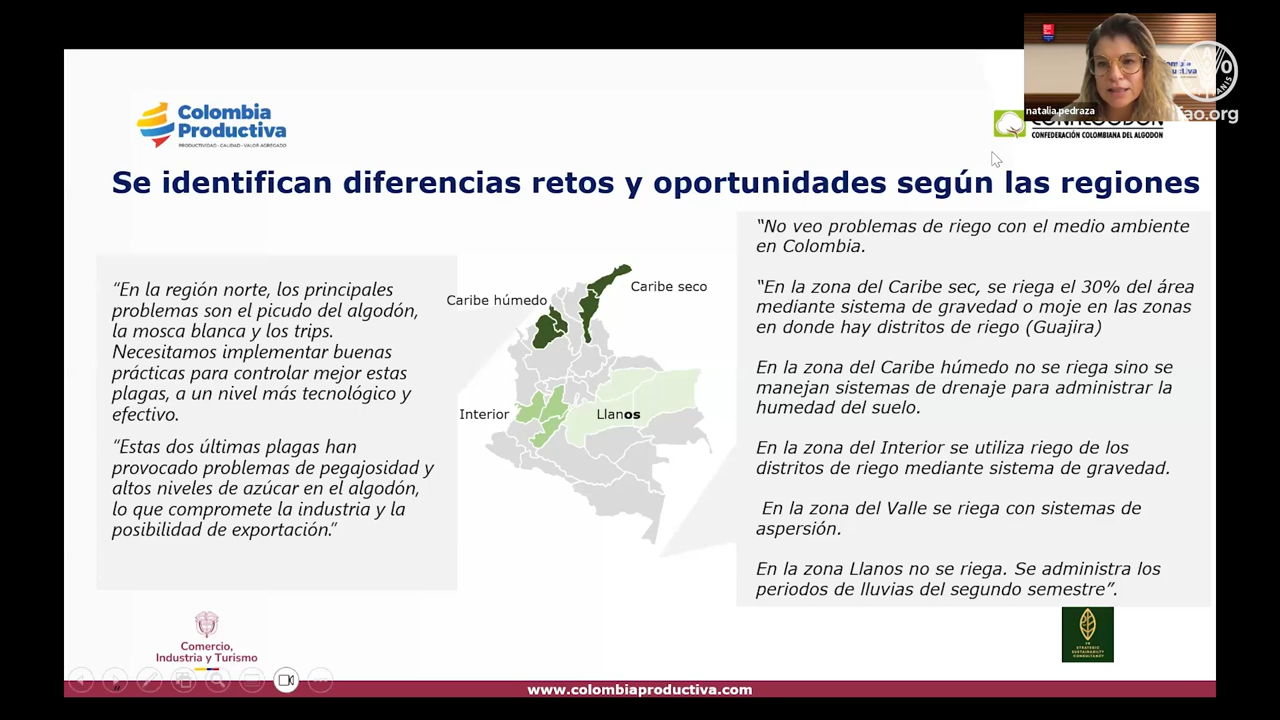 natalia.pedraza
fao.org
Colombia
Productiva
PRODUCTIVIDAD - CALIDAD - VALOR AGREGADO
CONFEDERACIÓN COLOMBIANA DEL ALGODON
Se identifican diferencias retos y oportunidades según las regiones
“En la región norte, los principales
problemas son el picudo del algodón,
la mosca blanca y los trips.
Necesitamos implementar buenas
prácticas para controlar mejor estas
plagas, a un nivel más tecnológico y
efectivo.
“Estas dos últimas plagas han
provocado problemas de pegajosidad y
altos niveles de azúcar en el algodón,
lo que compromete la industria y la
posibilidad de exportación.”
Caribe húmedo
Caribe seco
Interior
Llanos
“No veo problemas de riego con el medio ambiente
en Colombia.
“En la zona del Caribe sec, se riega el 30% del área
mediante sistema de gravedad o moje en las zonas
en donde hay distritos de riego (Guajira)
En la zona del Caribe húmedo no se riega sino se
manejan sistemas de drenaje para administrar la
humedad del suelo.
En la zona del Interior se utiliza riego de los
distritos de riego mediante sistema de gravedad.
En la zona del Valle se riega con sistemas de
aspersión.
En la zona Llanos no se riega. Se administra los
periodos de lluvias del segundo semestre”.
Comercio,
Industria y Turismo
STRATEGIC
SUSTAINABILITY
CONSULTANCY
www.colombiaproductiva.com